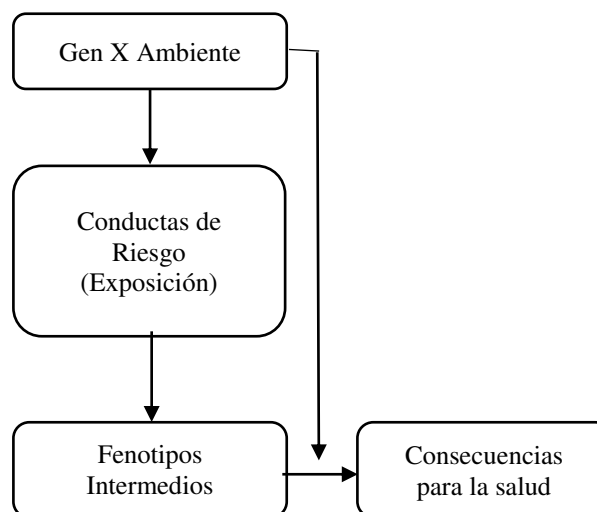 Gen X Ambiente
Conductas de
Riesgo
(Exposición)
Fenotipos
Intermedios
Consecuencias
para la salud